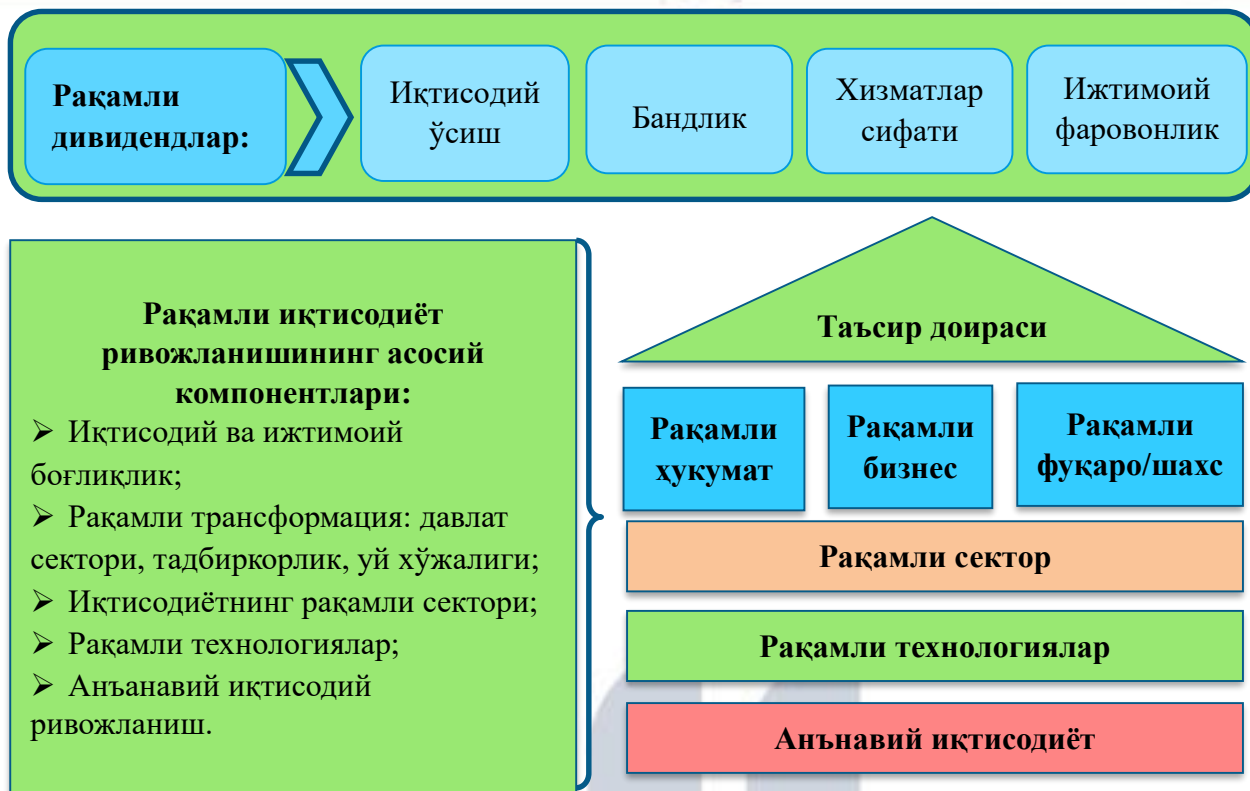 Рақамли
дивидендлар:
Иқтисодий
ўсиш
Бандлик
Хизматлар
сифати
Ижтимоий
фаровонлик
Рақамли иқтисодиёт
ривожланишининг асосий
компонентлари:
➢ Иқтисодий ва ижтимоий
боғлиқлик;
➢ Рақамли трансформация: давлат
сектори, тадбиркорлик, уй хўжалиги;
➢ Иқтисодиётнинг рақамли сектори;
➢ Рақамли технологиялар;
➢ Анъанавий иқтисодий
ривожланиш.
Таъсир доираси
Рақамли
ҳукумат
Рақамли
бизнес
Рақамли
фуқаро/шахс
Рақамли сектор
Рақамли технологиялар
Анънавий иқтисодиёт